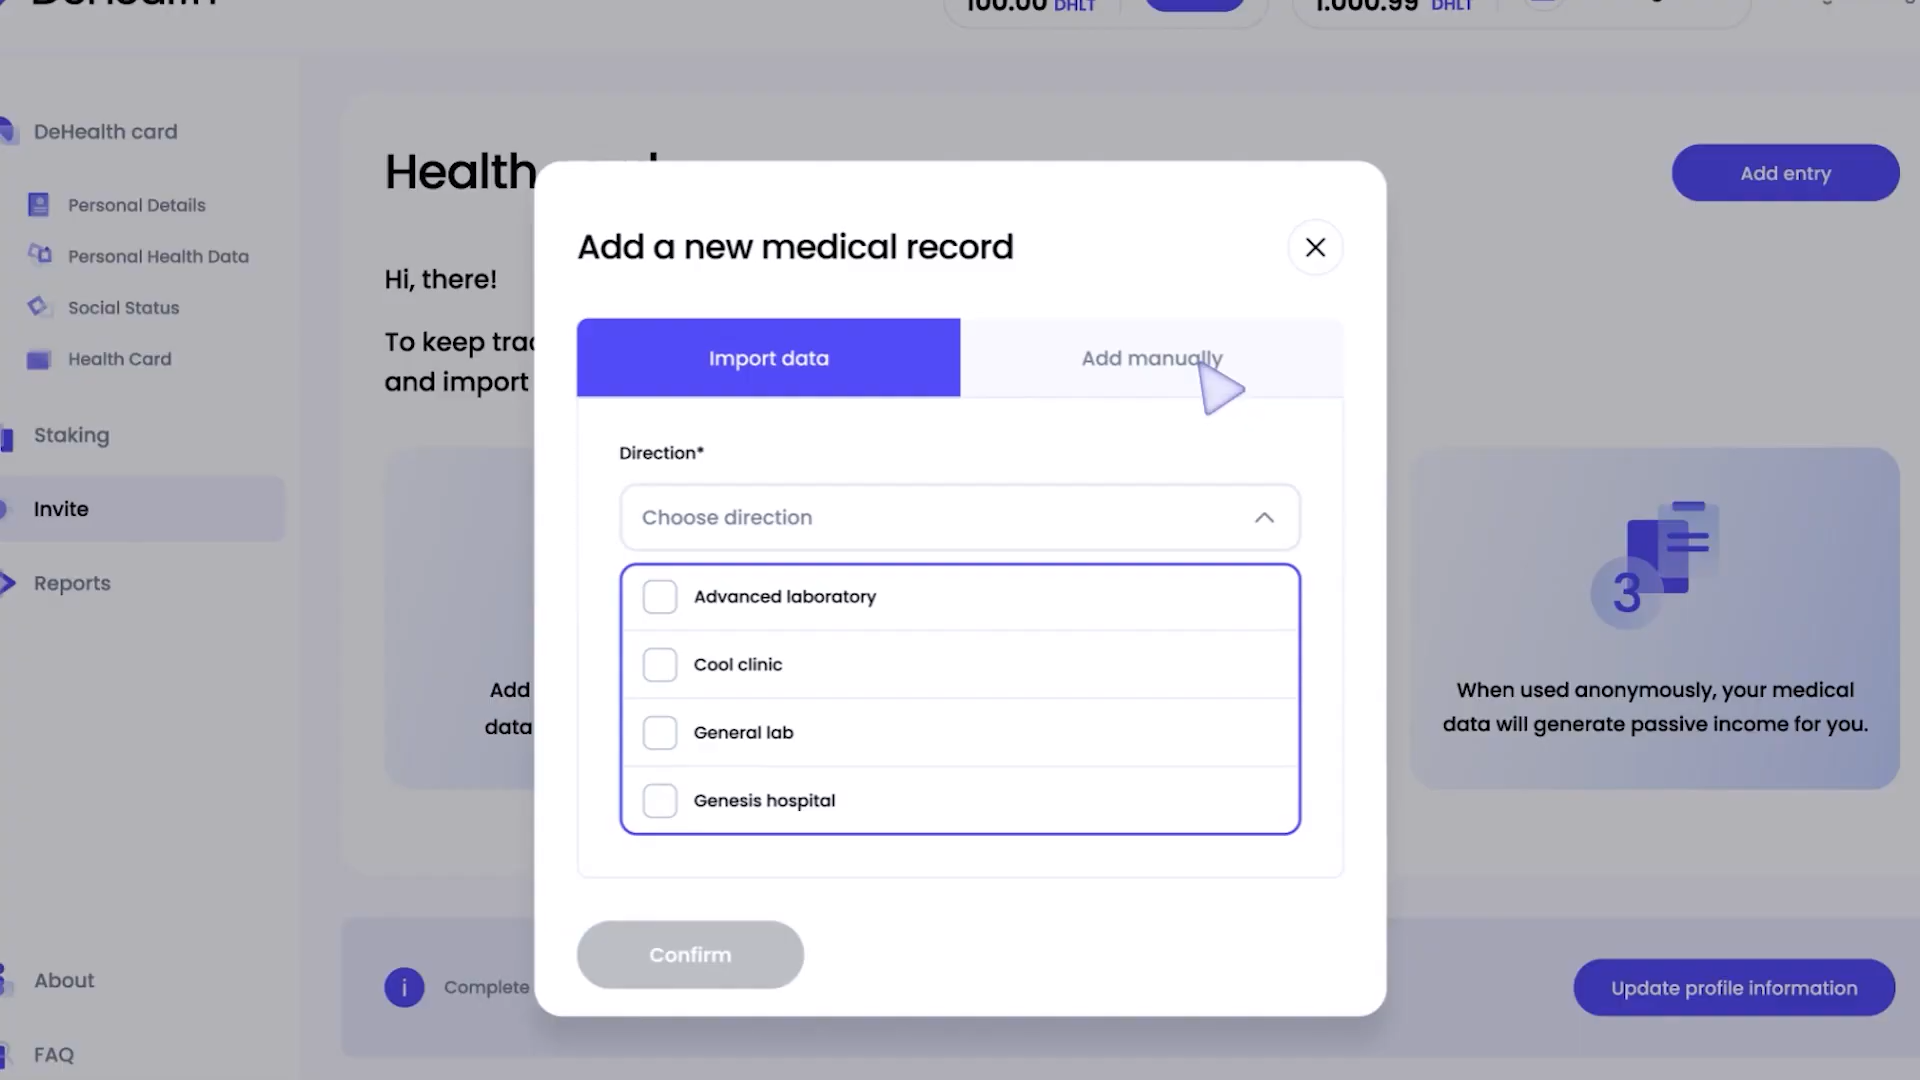 DeHealth
100.00 DHLT
1.000.99 DHLT
DeHealth card
Personal Details
Personal Health Data
Social Status
Health Card
Staking
Invite
Reports
About
FAQ
Health
Add entry
Hi, there!
To keep trac
and import
Add
data
Add a new medical record
Import data
Add manually
Direction*
Choose direction
Advanced laboratory
Cool clinic
General lab
Genesis hospital
Confirm
3
When used anonymously, your medical
data will generate passive income for you.
i
Complete
Update profile information